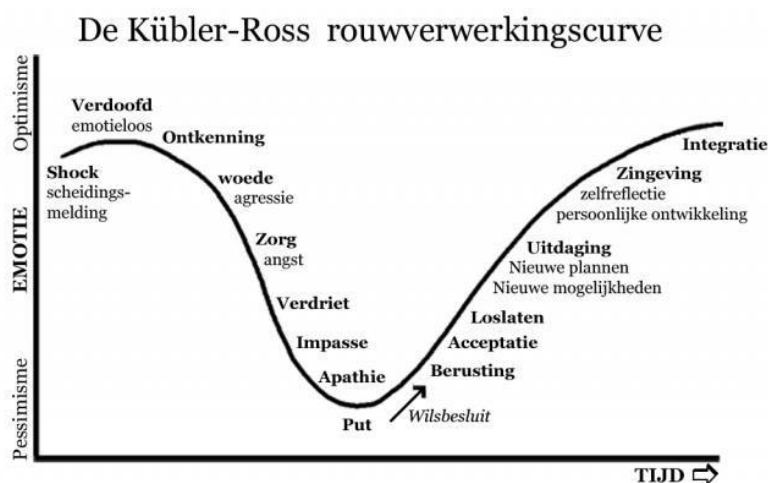 De Kübler-Ross rouwverwerkingscurve
Optimisme
EMOTIE
Pessimisme
Verdoofd
emotieloos
Ontkenning
Shock
scheidings-
melding
woede
agressie
Zorg
angst
Verdriet
Impasse
Apathie
Put
Wilsbesluit
Berusting
Acceptatie
Loslaten
Uitdaging
Nieuwe plannen
Nieuwe mogelijkheden
Zingeving
zelfreflectie
persoonlijke ontwikkeling
Integratie
TIJD